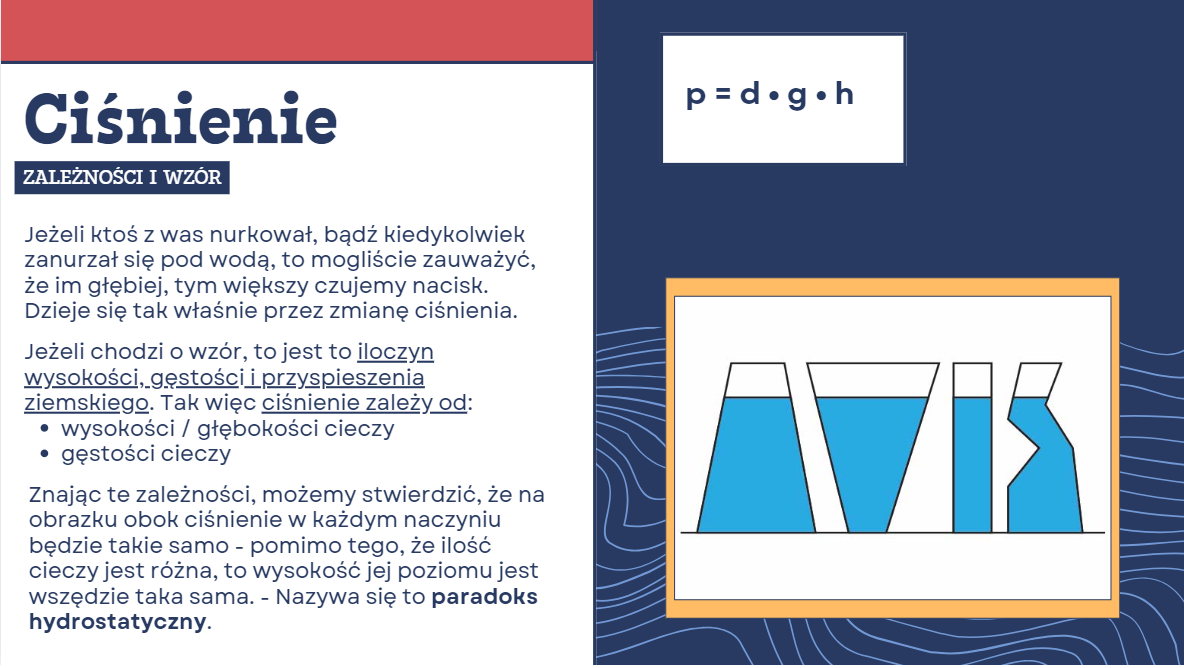 Ciśnienie
ZALEŻNOŚCI I WZÓR
Jeżeli ktoś z was nurkował, bądź kiedykolwiek
zanurzał się pod wodą, to mogliście zauważyć,
że im głębiej, tym większy czujemy nacisk.
Dzieje się tak właśnie przez zmianę ciśnienia.
Jeżeli chodzi o wzór, to jest to iloczyn
wysokości, gęstości i przyspieszenia
ziemskiego. Tak więc ciśnienie zależy od:
• wysokości / głębokości cieczy
• gęstości cieczy
Znając te zależności, możemy stwierdzić, że na
obrazku obok ciśnienie w każdym naczyniu
będzie takie samo - pomimo tego, że ilość
cieczy jest różna, to wysokość jej poziomu jest
wszędzie taka sama. - Nazywa się to paradoks
hydrostatyczny.
p = d • g • h